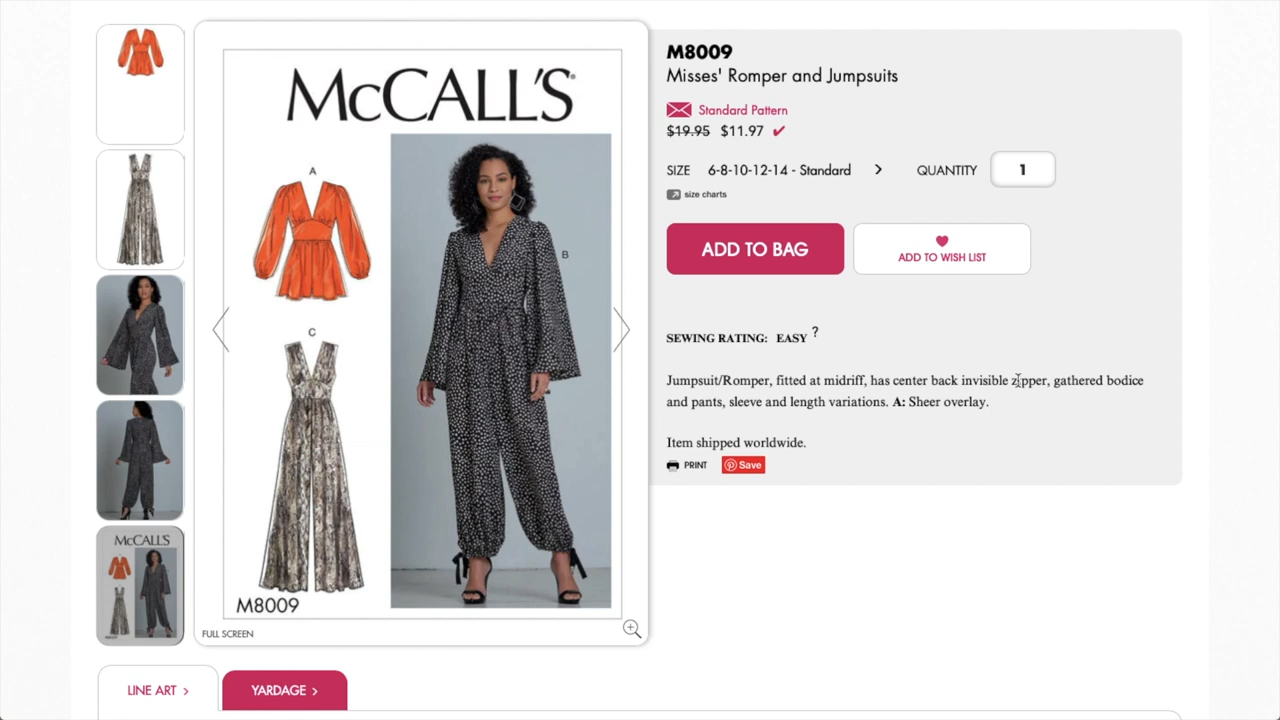 McCALL'S
A
B
C
M8009
FULL SCREEN
McCALL'S
M8009
Misses' Romper and Jumpsuits
Standard Pattern
$19.95 $11.97 ✔
SIZE 6-8-10-12-14 - Standard > QUANTITY 1
size charts
ADD TO BAG
ADD TO WISH LIST
SEWING RATING: EASY ?
Jumpsuit/Romper, fitted at midriff, has center back invisible zipper, gathered bodice
and pants, sleeve and length variations. A: Sheer overlay.
Item shipped worldwide.
PRINT Save
LINE ART >
YARDAGE >